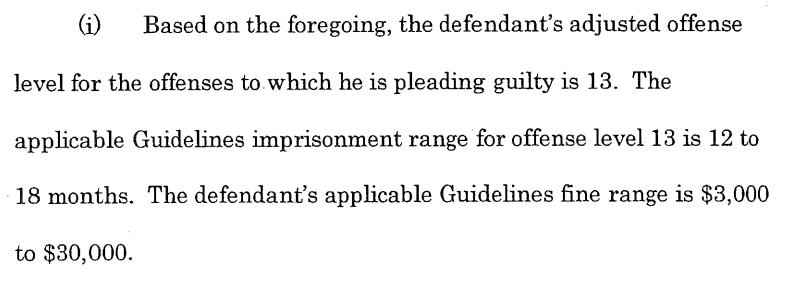 (i) Based on the foregoing, the defendant's adjusted offense
level for the offenses to which he is pleading guilty is 13. The
applicable Guidelines imprisonment range for offense level 13 is 12 to
18 months. The defendant's applicable Guidelines fine range is $3,000
to $30,000.